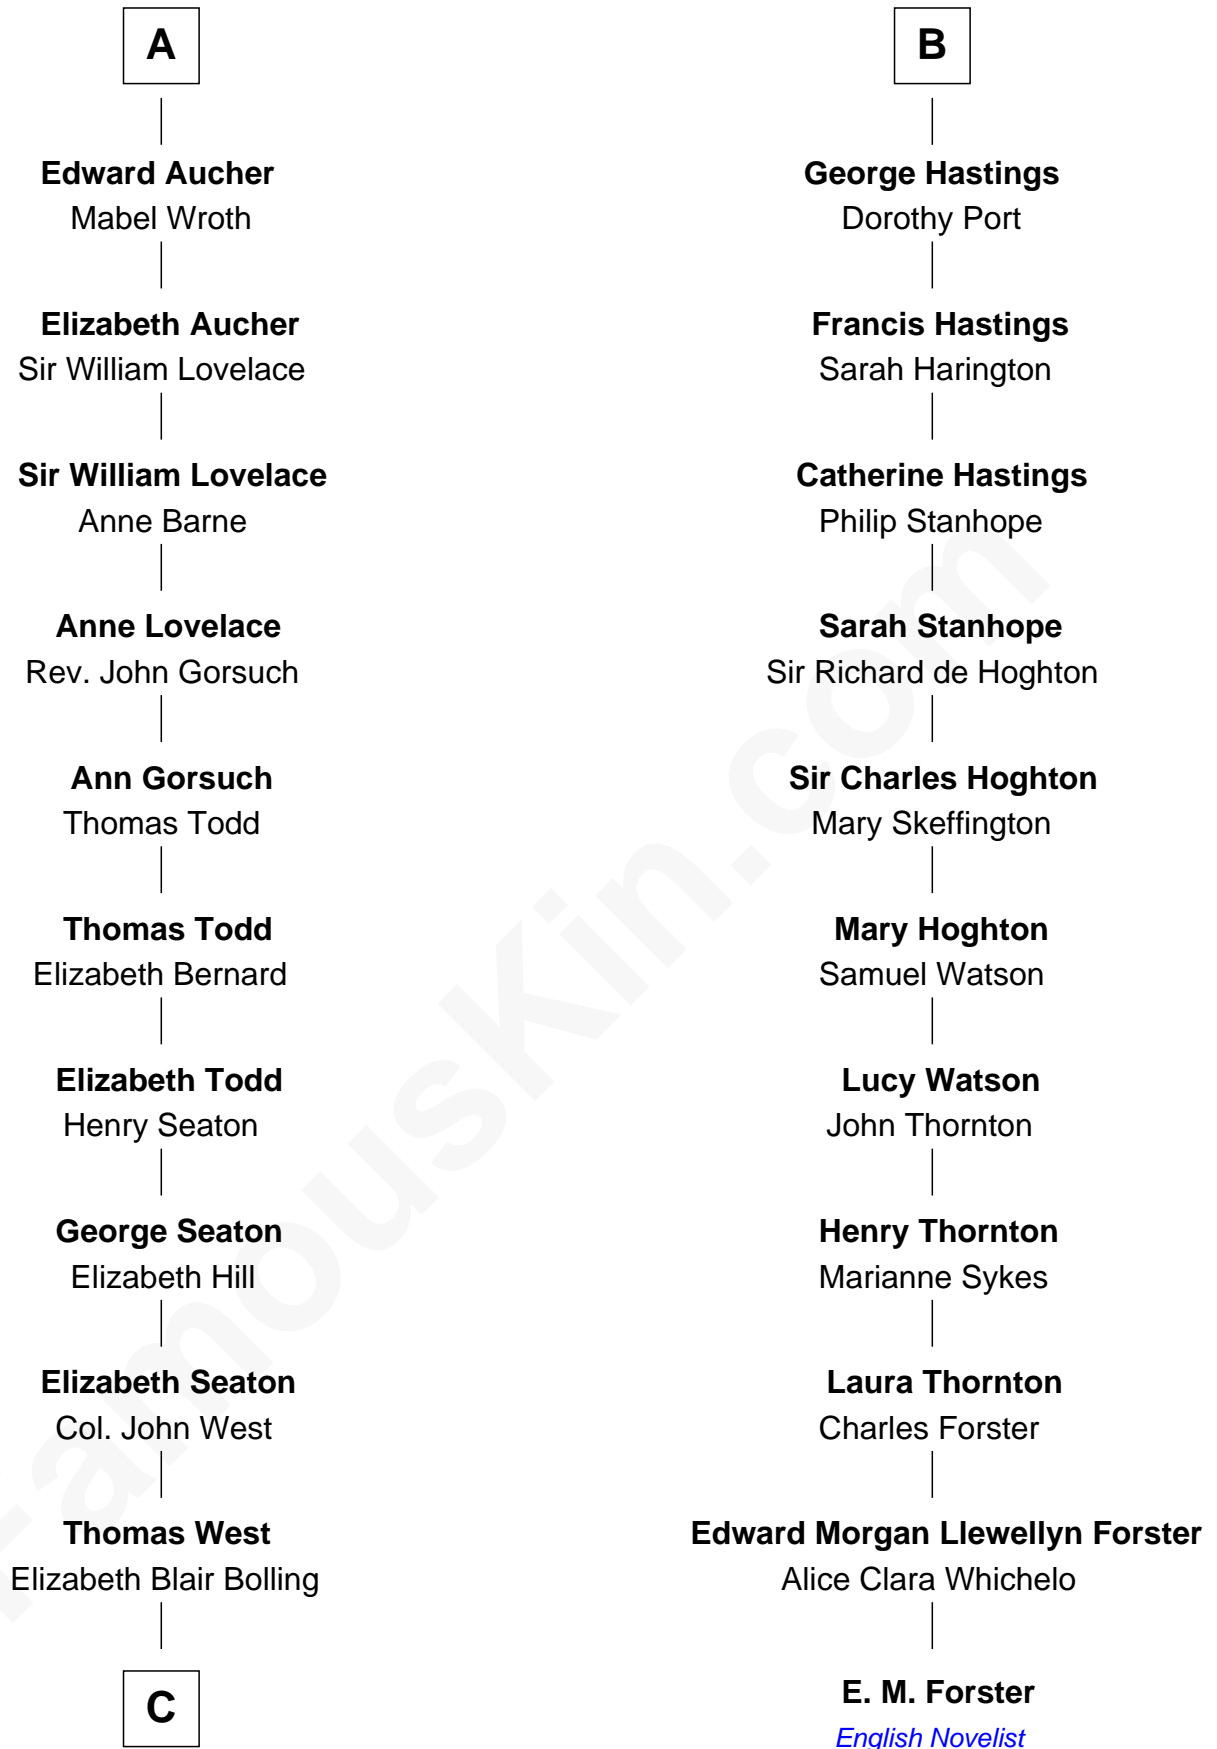 A
Edward Aucher
Mabel Wroth
Elizabeth Aucher
Sir William Lovelace
Sir William Lovelace
Anne Barne
Anne Lovelace
Rev. John Gorsuch
Ann Gorsuch
Thomas Todd
Thomas Todd
Elizabeth Bernard
Elizabeth Todd
Henry Seaton
George Seaton
Elizabeth Hill
Elizabeth Seaton
Col. John West
Thomas West
Elizabeth Blair Bolling
C
B
George Hastings
Dorothy Port
Francis Hastings
Sarah Harington
Catherine Hastings
Philip Stanhope
Sarah Stanhope
Sir Richard de Hoghton
Sir Charles Hoghton
Mary Skeffington
Mary Hoghton
Samuel Watson
Lucy Watson
John Thornton
Henry Thornton
Marianne Sykes
Laura Thornton
Charles Forster
Edward Morgan Llewellyn Forster
Alice Clara Whichelo
E. M. Forster
English Novelist
FamousKin.com